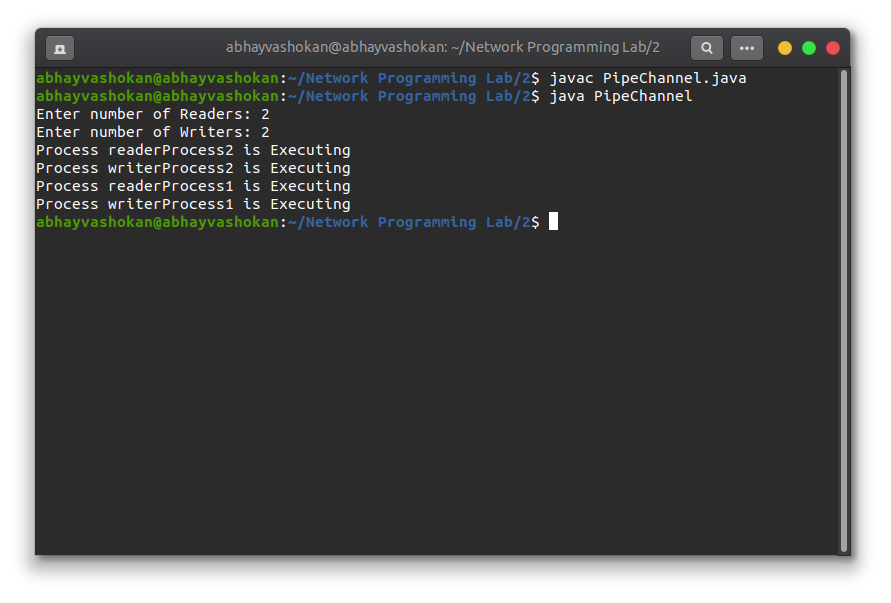 abhayvashokan@abhayvashokan: ~/Network Programming Lab/2
abhayvashokan@abhayvashokan:~/Network Programming Lab/2$ javac PipeChannel.java
abhayvashokan@abhayvashokan:~/Network Programming Lab/2$ java PipeChannel
Enter number of Readers: 2
Enter number of Writers: 2
Process readerProcess2 is Executing
Process writerProcess2 is Executing
Process readerProcess1 is Executing
Process writerProcess1 is Executing
abhayvashokan@abhayvashokan:~/Network Programming Lab/2$